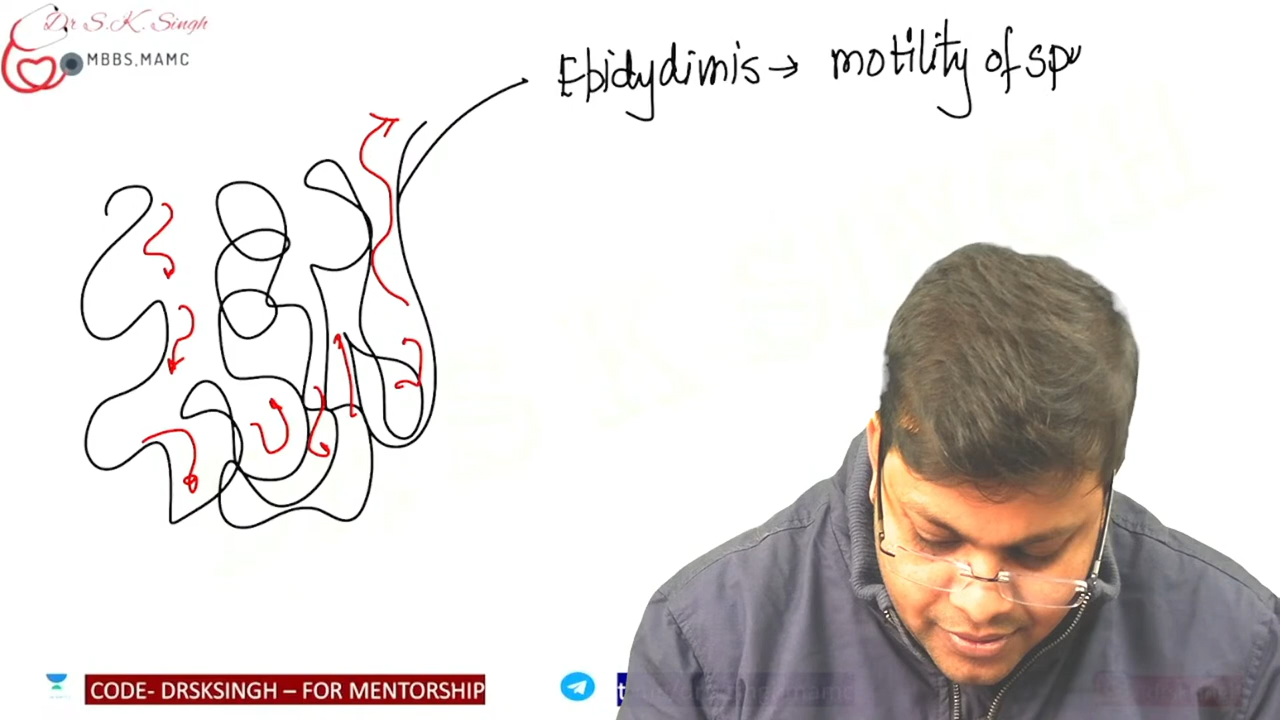 Dr S.K. Singh
MBBS,MAMC
Epidydimis → motility of sp
CODE- DRSKSINGH – FOR MENTORSHIP